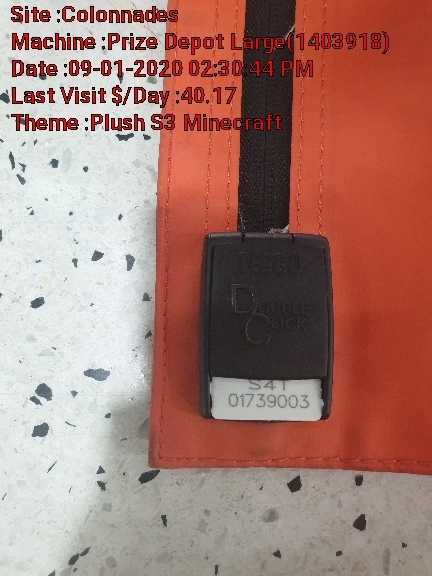 Site :Colonnades
Machine :Prize Depot Large(1403918)
Date :09-01-2020 02:30:44 PM
Last Visit $/Day :40.17
Theme :Plush S3 Minecraft
DOUBLE
CLICK
S41
01739003